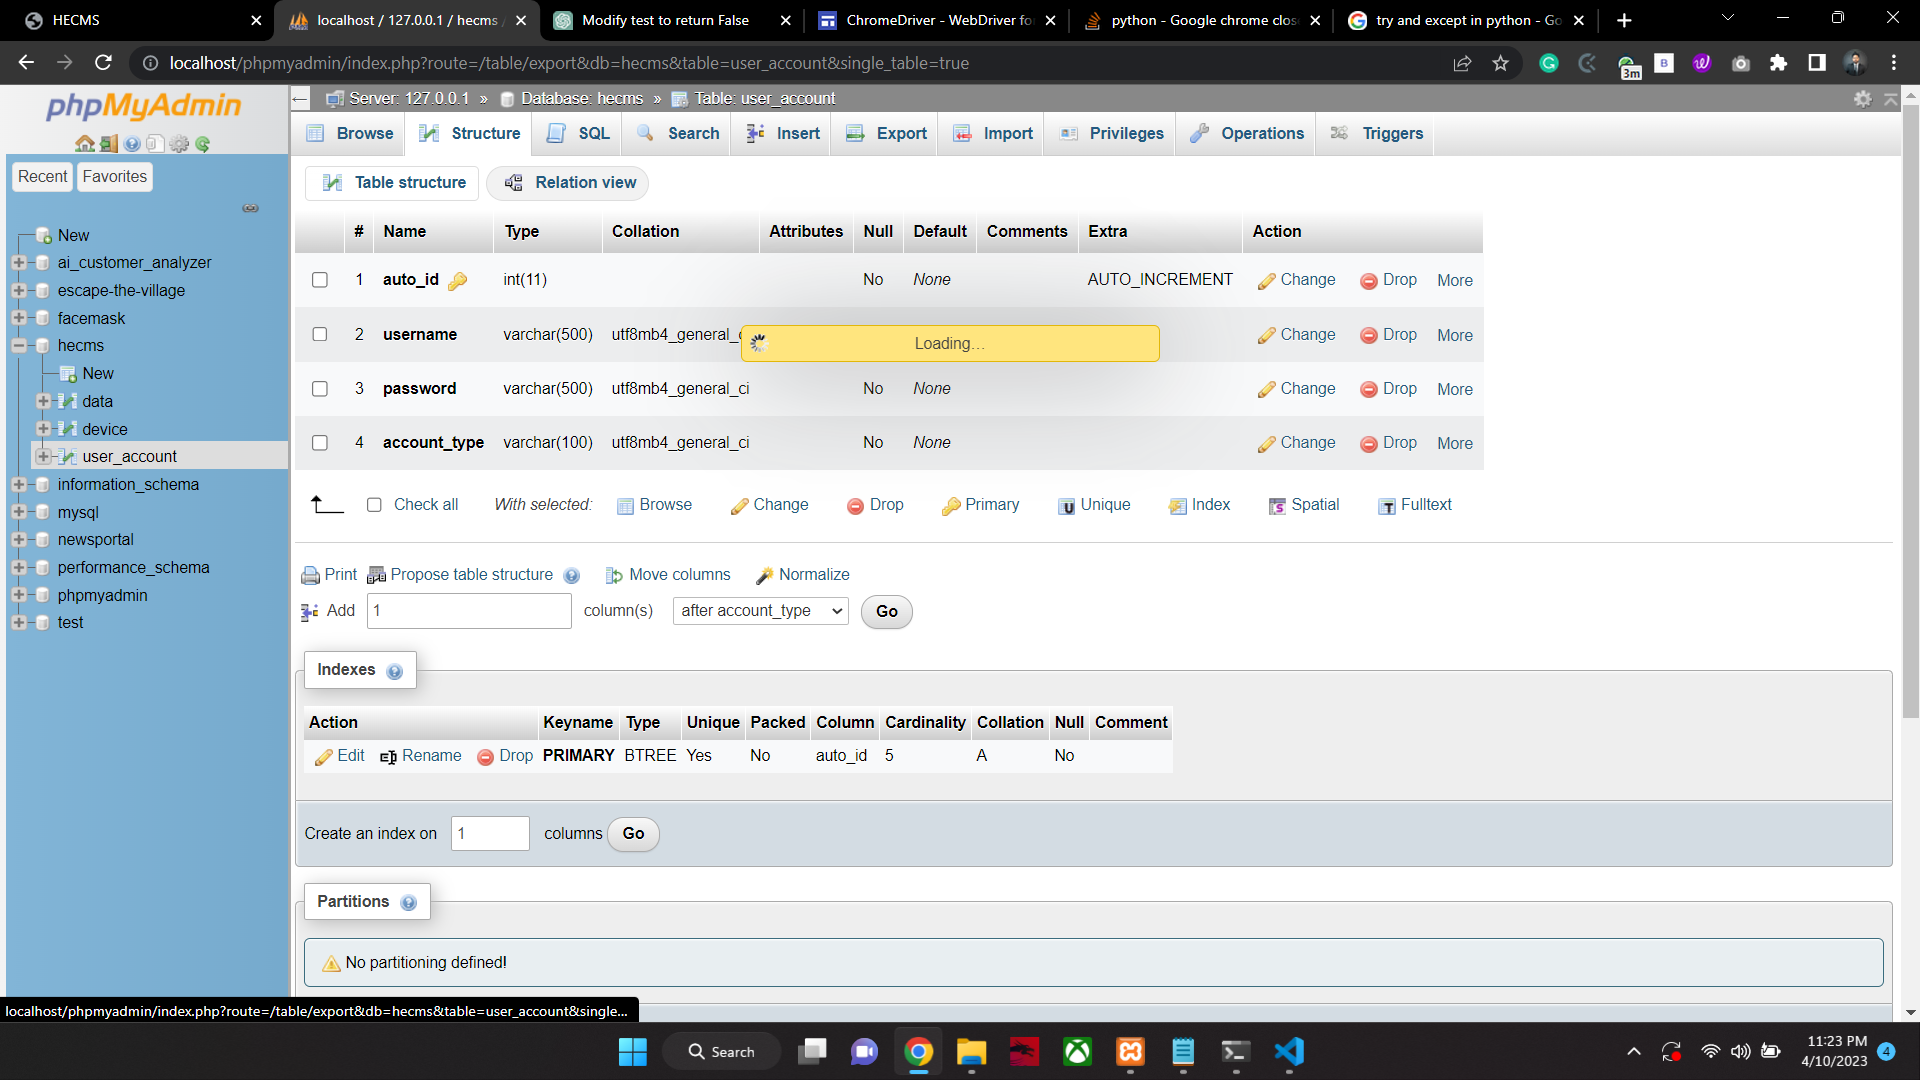 HECMS
localhost / 127.0.0.1 / hecms
Modify test to return False
ChromeDriver - WebDriver fo
python - Google chrome clos
try and except in python - Go
localhost/phpmyadmin/index.php?route=/table/export&db=hecms&table=user_account&single_table=true
3m
B
phpMyAdmin
Recent
Favorites
New
ai_customer_analyzer
escape-the-village
facemask
hecms
New
data
device
user_account
information_schema
mysql
newsportal
performance_schema
phpmyadmin
test
Server: 127.0.0.1 » Database: hecms » Table: user_account
Browse Structure SQL Search Insert Export Import Privileges Operations Triggers
Table structure Relation view
# Name Type Collation Attributes Null Default Comments Extra Action
1 auto_id int(11) No None AUTO_INCREMENT Change Drop More
2 username varchar(500) utf8mb4_general_c Change Drop More
Loading...
3 password varchar(500) utf8mb4_general_ci No None Change Drop More
4 account_type varchar(100) utf8mb4_general_ci No None Change Drop More
Check all With selected: Browse Change Drop Primary Unique Index Spatial Fulltext
Print Propose table structure Move columns Normalize
Add 1 column(s) after account_type Go
Indexes
Action Keyname Type Unique Packed Column Cardinality Collation Null Comment
Edit Rename Drop PRIMARY BTREE Yes No auto_id 5 A No
Create an index on 1 columns Go
Partitions
No partitioning defined!
localhost/phpmyadmin/index.php?route=/table/export&db=hecms&table=user_account&single...
Search
11:23 PM
4/10/2023
4